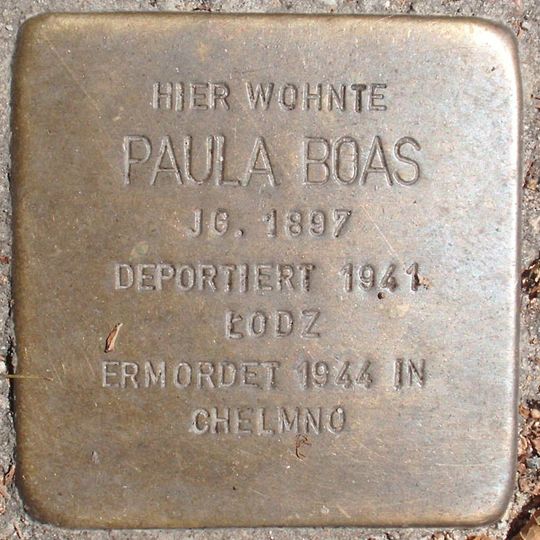 HIER WOHNTE
PAULA BOAS
JG. 1897
DEPORTIERT 1941
ŁODZ
ERMORDET 1944 IN
CHELMNO